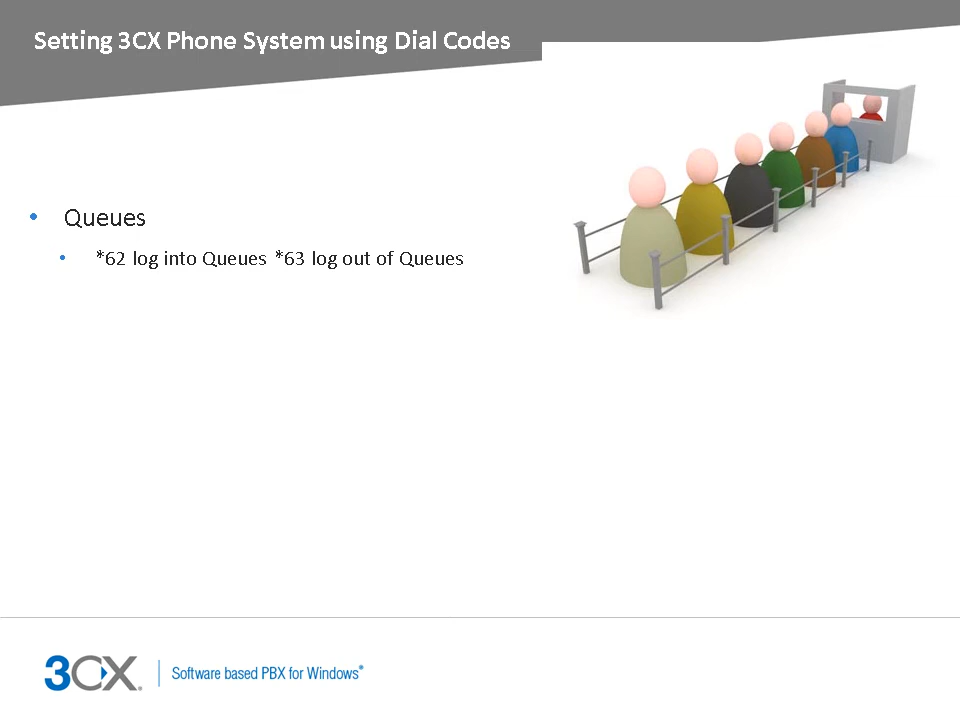 Setting 3CX Phone System using Dial Codes
• Queues
• *62 log into Queues *63 log out of Queues
3CX® Software based PBX for Windows®